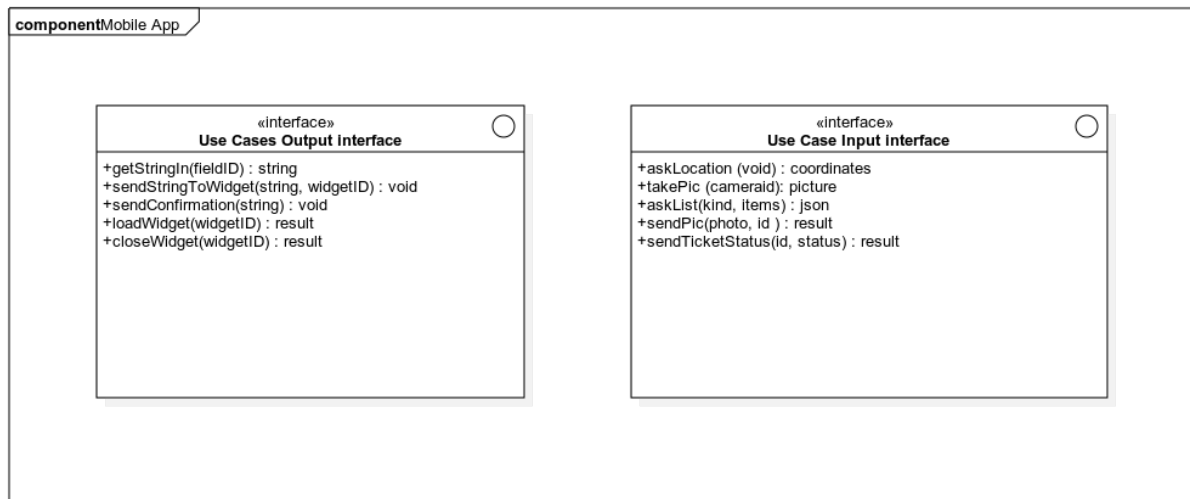 componentMobile App
«interface»
Use Cases Output interface
+getStringIn(fieldID) : string
+sendStringToWidget(string, widgetID) : void
+sendConfirmation(string) : void
+loadWidget(widgetID) : result
+closeWidget(widgetID) : result
«interface»
Use Case Input interface
+askLocation (void) : coordinates
+takePic (cameraid): picture
+askList(kind, items) : json
+sendPic(photo, id ) : result
+sendTicketStatus(id, status) : result